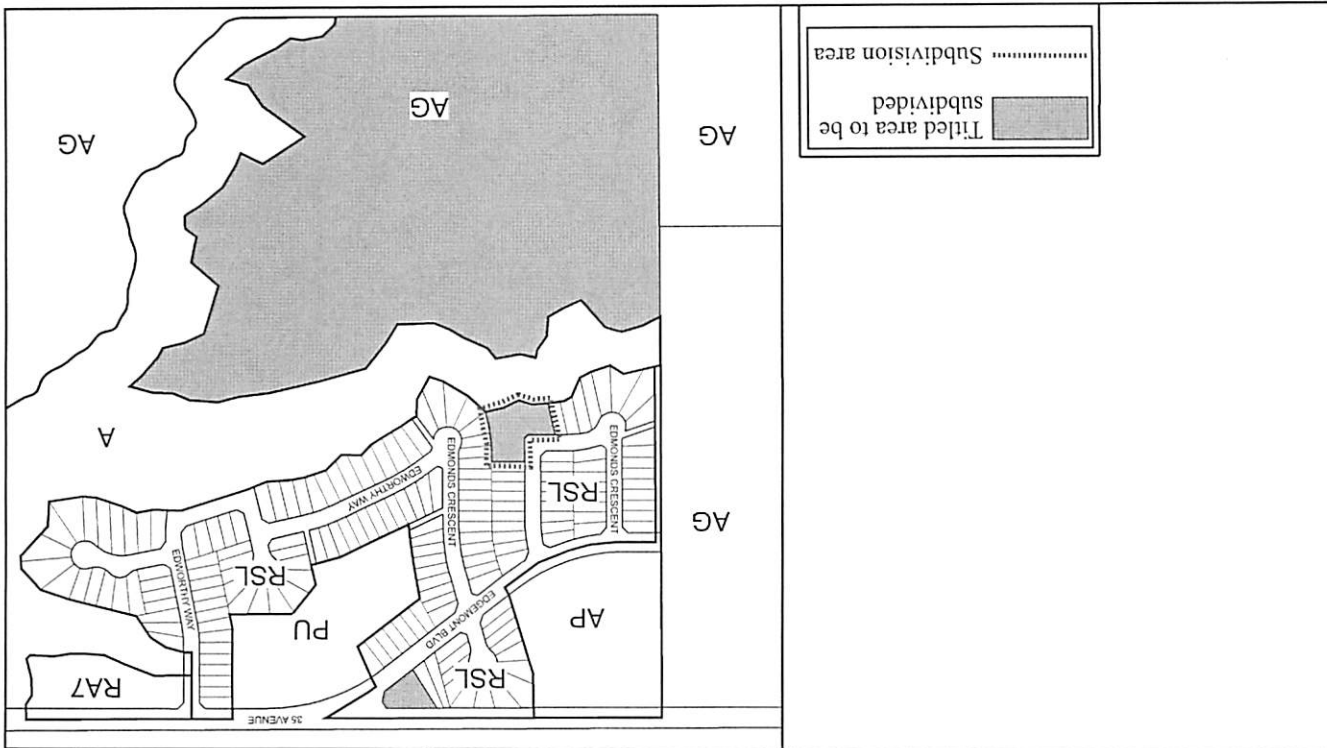 35 AVENUE
RSL
RA7
AP
PU
EDGEMONT BLVD
EDWORTHY WAY
RSL
AG
EDMONDS CRESCENT
RSL
EDMONDS CRESCENT
EDWORTHY WAY
A
AG
AG
AG
Titled area to be
subdivided
Subdivision area